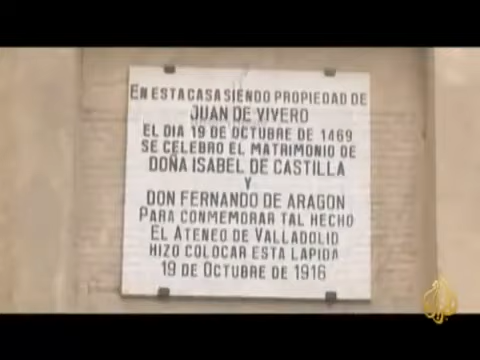 EN ESTA CASA SIENDO PROPIEDAD DE
JUAN DE VIVERO
EL DIA 19 DE OCTUBRE DE 1469
SE CELEBRO EL MATRIMONIO DE
DOÑA ISABEL DE CASTILLA
Y
DON FERNANDO DE ARAGON
PARA CONMEMORAR TAL HECHO
EL ATENEO DE VALLADOLID
HIZO COLOCAR ESTA LAPIDA
19 DE OCTUBRE DE 1916